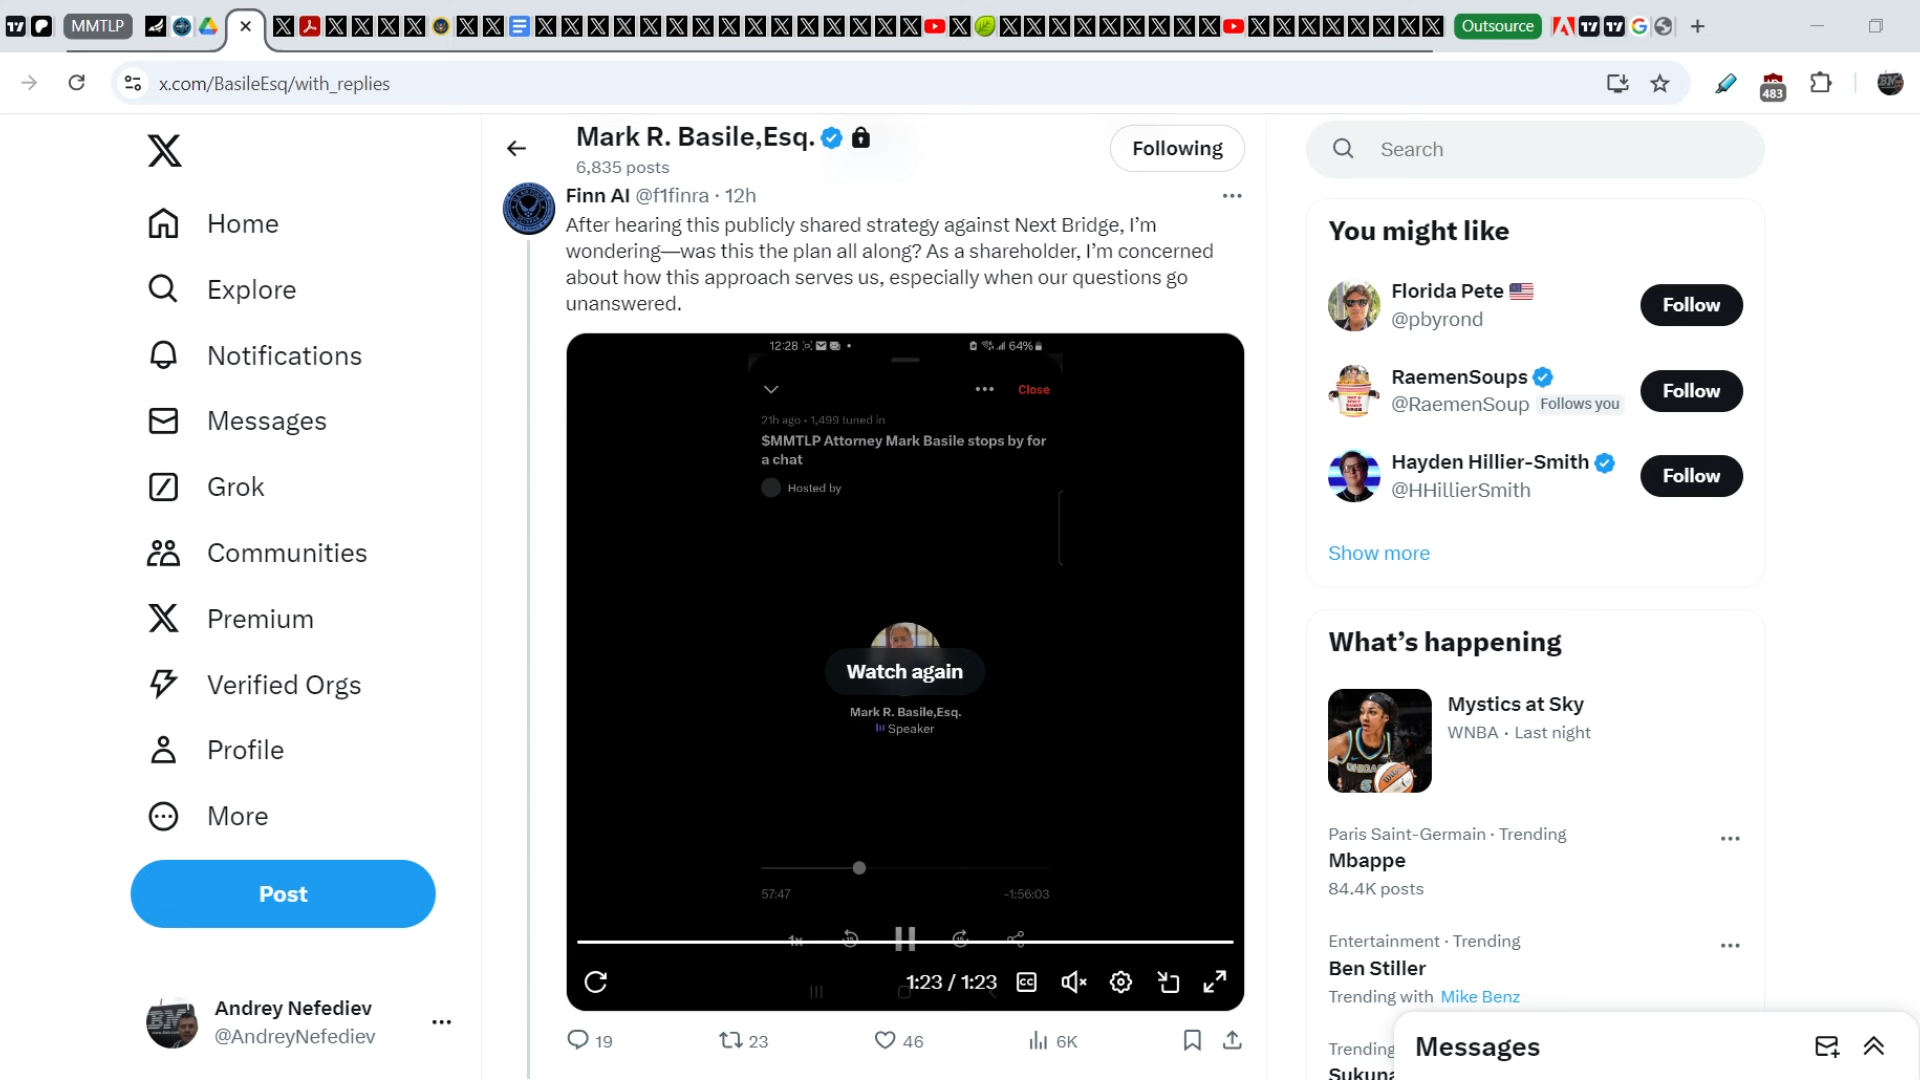 MMTLP
Outsource
x.com/BasileEsq/with_replies
483
Home
Explore
Notifications
Messages
Grok
Communities
Premium
Verified Orgs
Profile
More
Post
Andrey Nefediev
@AndreyNefediev
Mark R. Basile,Esq.
6,835 posts
Following
Finn AI @f1finra · 12h
After hearing this publicly shared strategy against Next Bridge, I’m
wondering—was this the plan all along? As a shareholder, I’m concerned
about how this approach serves us, especially when our questions go
unanswered.
12:28
64%
Close
21h ago • 1,499 tuned in
$MMTLP Attorney Mark Basile stops by for
a chat
Hosted by
Watch again
Mark R. Basile,Esq.
Speaker
57:47
-1:56:03
1x
1:23 / 1:23
CC
19
23
46
6K
Search
You might like
Florida Pete
@pbyrond
Follow
RaemenSoups
@RaemenSoup Follows you
Follow
Hayden Hillier-Smith
@HHillierSmith
Follow
Show more
What’s happening
Mystics at Sky
WNBA · Last night
Paris Saint-Germain · Trending
Mbappe
84.4K posts
Entertainment · Trending
Ben Stiller
Trending with Mike Benz
Trending
Sukuna
Messages